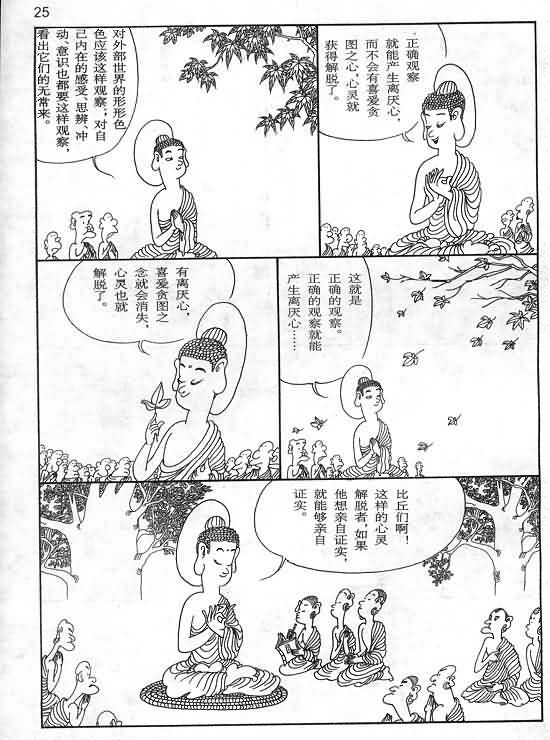 25
正确观察
就能产生离厌心,
而不会有喜爱贪
图之心,心灵就
获得解脱了。
对外部世界的形形色
色应该这样观察;对自
己内在的感受、思辨、冲
动、意识也都要这样观察,
看出它们的无常来。
这就是
正确的观察。
正确的观察就能
产生离厌心……
有离厌心,
喜爱贪图之
念就会消失,
心灵也就
解脱了。
比丘们啊!
这样的心灵
解脱者,如果
他想亲自证实,
就能够亲自
证实。